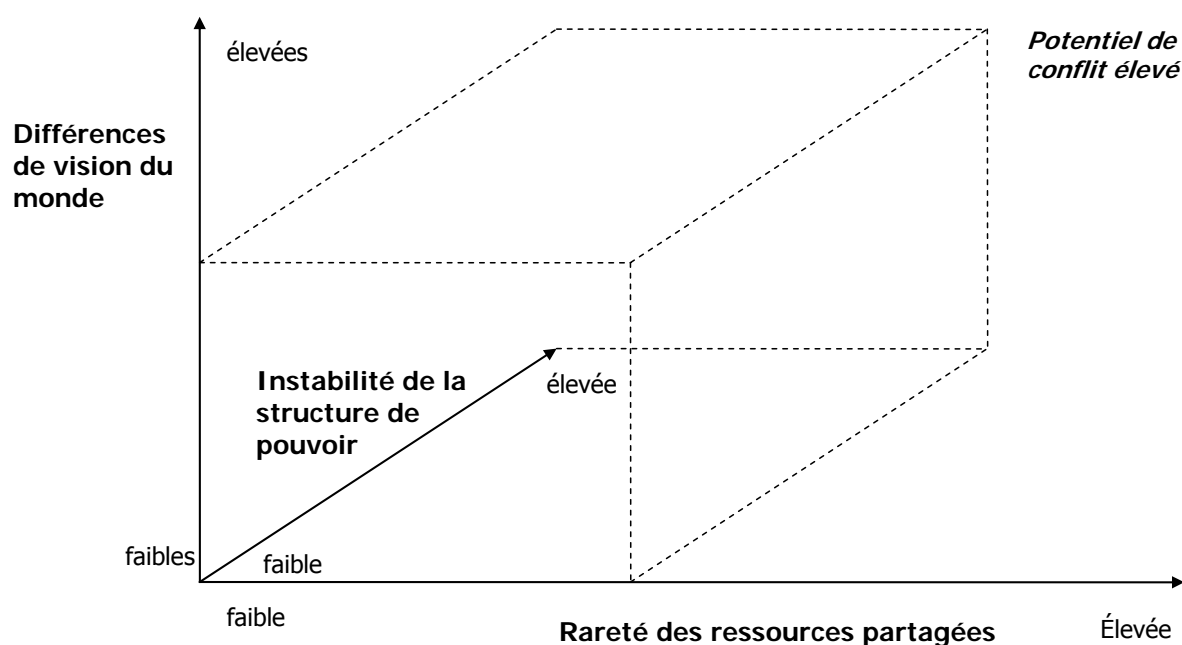 élevées
Potentiel de
conflit élevé
Différences
de vision du
monde
Instabilité de la
structure de
pouvoir
élevée
faibles
faible
faible
Rareté des ressources partagées
Élevée